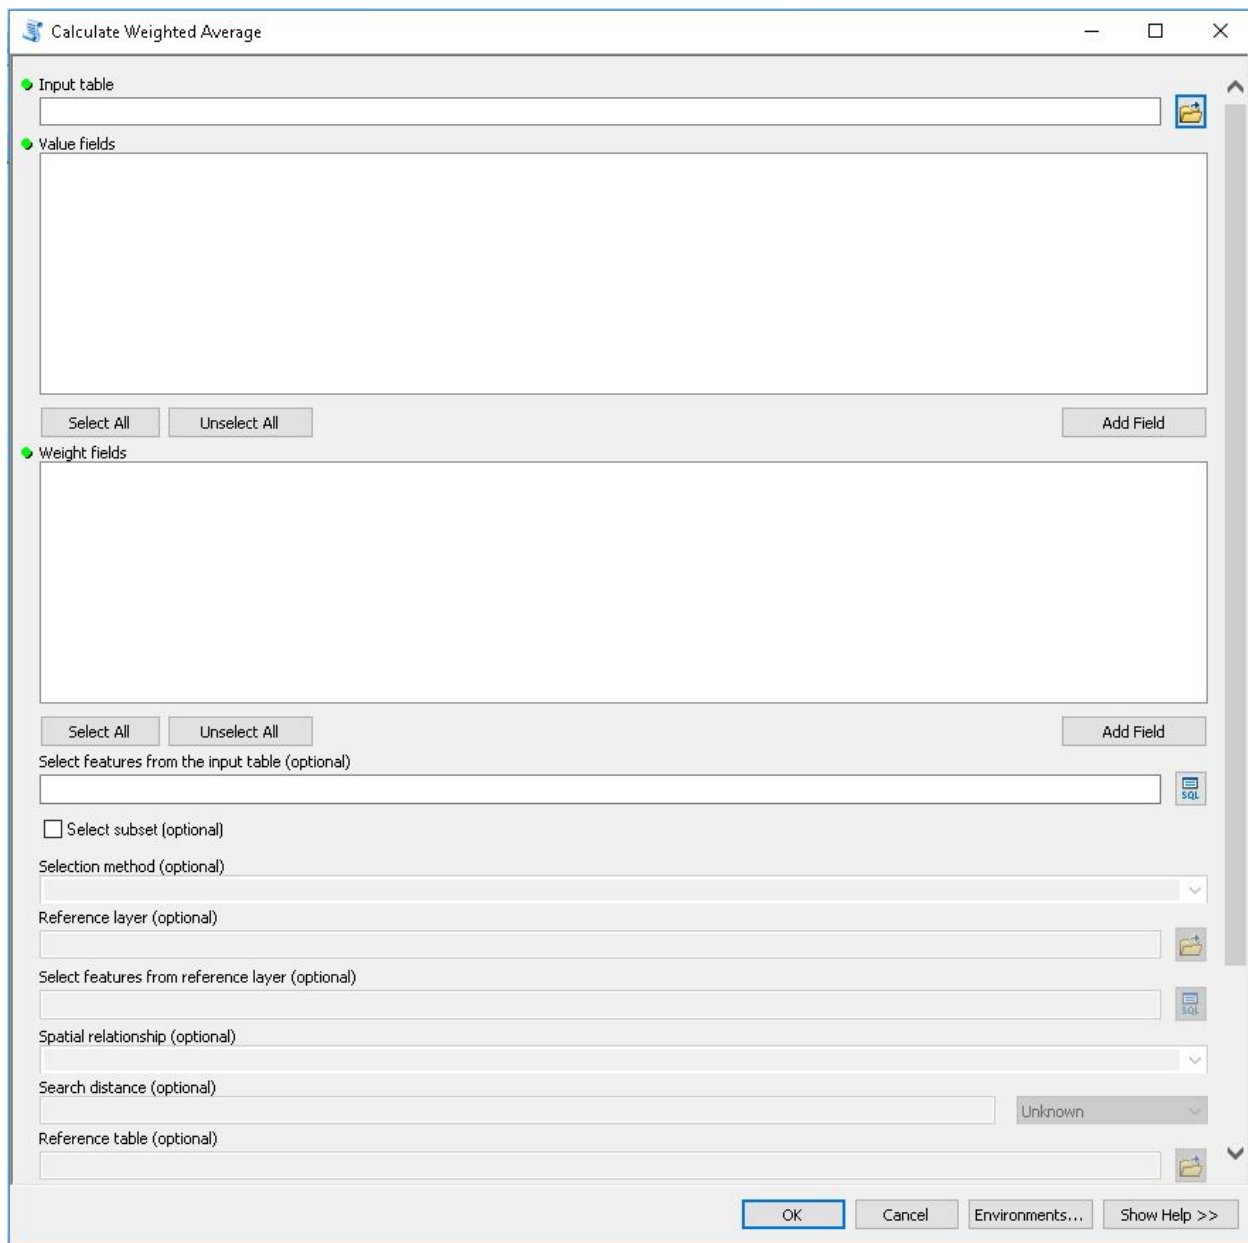 Calculate Weighted Average
Input table
Value fields
Select All Unselect All Add Field
Weight fields
Select All Unselect All Add Field
Select features from the input table (optional)
SQL
Select subset (optional)
Selection method (optional)
Reference layer (optional)
Select features from reference layer (optional)
SQL
Spatial relationship (optional)
Search distance (optional)
Unknown
Reference table (optional)
OK Cancel Environments... Show Help >>